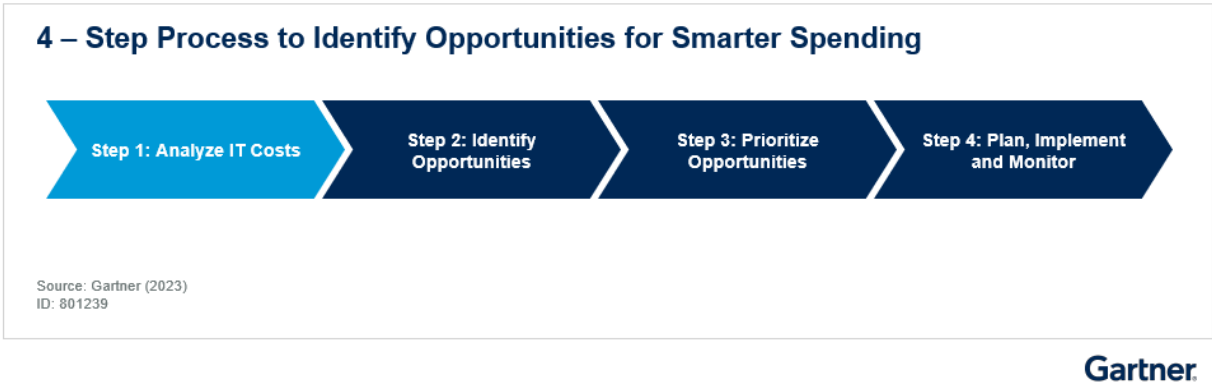 4 – Step Process to Identify Opportunities for Smarter Spending
Step 1: Analyze IT Costs
Step 2: Identify
Opportunities
Step 3: Prioritize
Opportunities
Step 4: Plan, Implement
and Monitor
Source: Gartner (2023)
ID: 801239
Gartner.